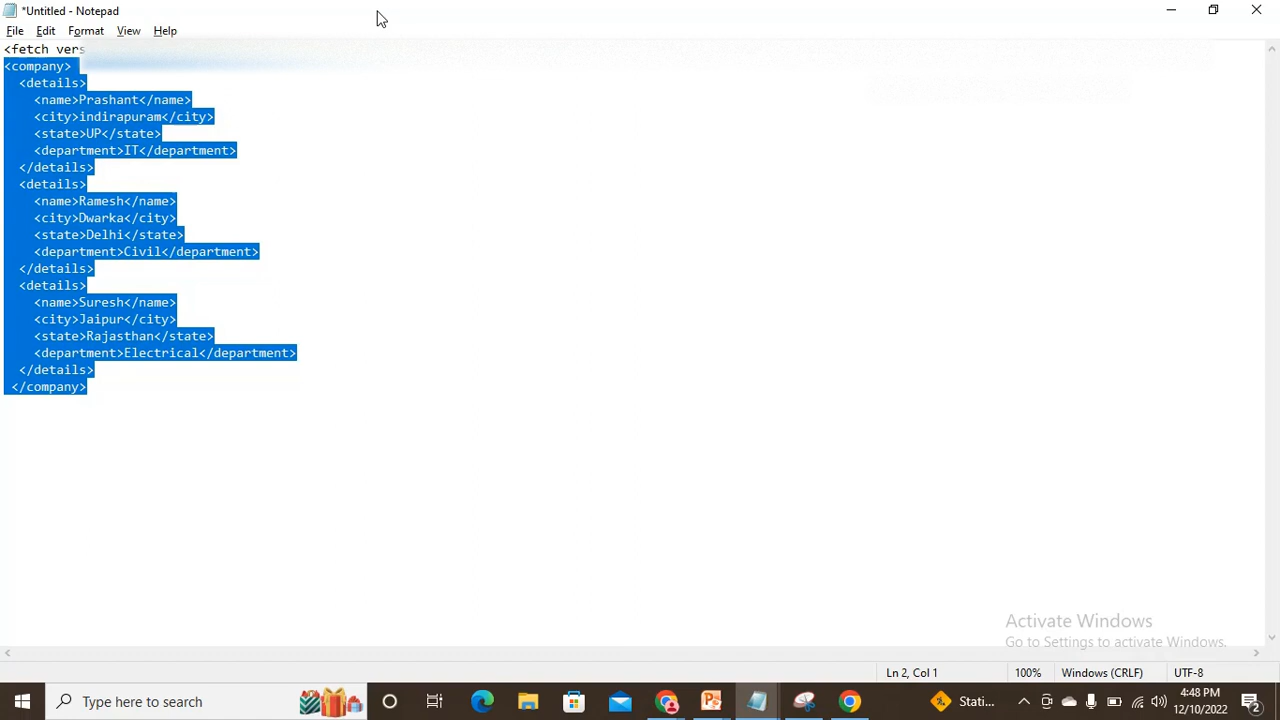 *Untitled - Notepad
File Edit Format View Help
<fetch vers
<company>
<details>
<name>Prashant</name>
<city>indirapuram</city>
<state>UP</state>
<department>IT</department>
</details>
<details>
<name>Ramesh</name>
<city>Dwarka</city>
<state>Delhi</state>
<department>Civil</department>
</details>
<details>
<name>Suresh</name>
<city>Jaipur</city>
<state>Rajasthan</state>
<department>Electrical</department>
</details>
</company>
Activate Windows
Go to Settings to activate Windows.
Ln 2, Col 1 100% Windows (CRLF) UTF-8
Type here to search Stati... 4:48 PM
12/10/2022 2